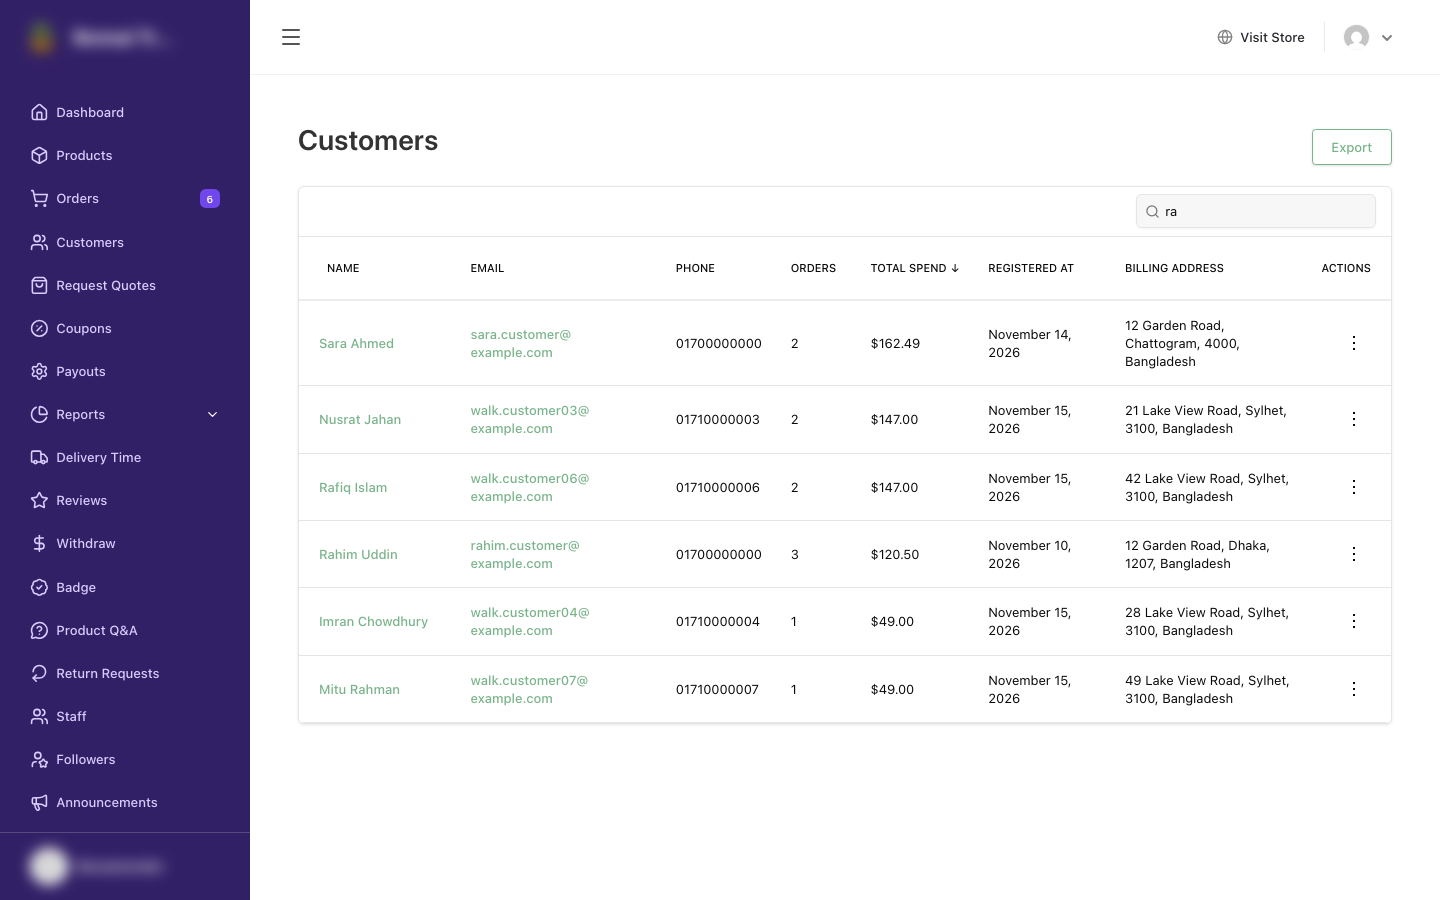 Visit Store
Dashboard
Products
Orders 6
Customers
Request Quotes
Coupons
Payouts
Reports
Delivery Time
Reviews
Withdraw
Badge
Product Q&A
Return Requests
Staff
Followers
Announcements
Customers
Export
ra
NAME EMAIL PHONE ORDERS TOTAL SPEND ↓ REGISTERED AT BILLING ADDRESS ACTIONS
Sara Ahmed
sara.customer@
example.com
01700000000
2
$162.49
November 14,
2026
12 Garden Road,
Chattogram, 4000,
Bangladesh
Nusrat Jahan
walk.customer03@
example.com
01710000003
2
$147.00
November 15,
2026
21 Lake View Road, Sylhet,
3100, Bangladesh
Rafiq Islam
walk.customer06@
example.com
01710000006
2
$147.00
November 15,
2026
42 Lake View Road, Sylhet,
3100, Bangladesh
Rahim Uddin
rahim.customer@
example.com
01700000000
3
$120.50
November 10,
2026
12 Garden Road, Dhaka,
1207, Bangladesh
Imran Chowdhury
walk.customer04@
example.com
01710000004
1
$49.00
November 15,
2026
28 Lake View Road, Sylhet,
3100, Bangladesh
Mitu Rahman
walk.customer07@
example.com
01710000007
1
$49.00
November 15,
2026
49 Lake View Road, Sylhet,
3100, Bangladesh